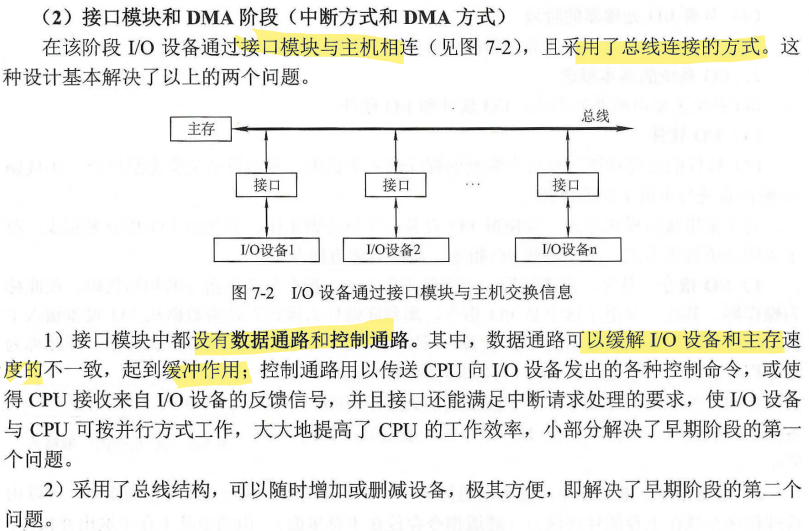 （2）接口模块和 DMA 阶段（中断方式和 DMA 方式）
在该阶段 I/O 设备通过接口模块与主机相连（见图 7-2），且采用了总线连接的方式。这
种设计基本解决了以上的两个问题。
总线
主存
接口
接口
…
接口
I/O设备1
I/O设备2
I/O设备n
图 7-2 I/O 设备通过接口模块与主机交换信息
1）接口模块中都设有数据通路和控制通路。其中，数据通路可以缓解 I/O 设备和主存速
度的不一致，起到缓冲作用；控制通路用以传送 CPU 向 I/O 设备发出的各种控制命令，或使
得 CPU 接收来自 I/O 设备的反馈信号，并且接口还能满足中断请求处理的要求，使 I/O 设备
与 CPU 可按并行方式工作，大大地提高了 CPU 的工作效率，小部分解决了早期阶段的第一
个问题。
2）采用了总线结构，可以随时增加或删减设备，极其方便，即解决了早期阶段的第二个
问题。